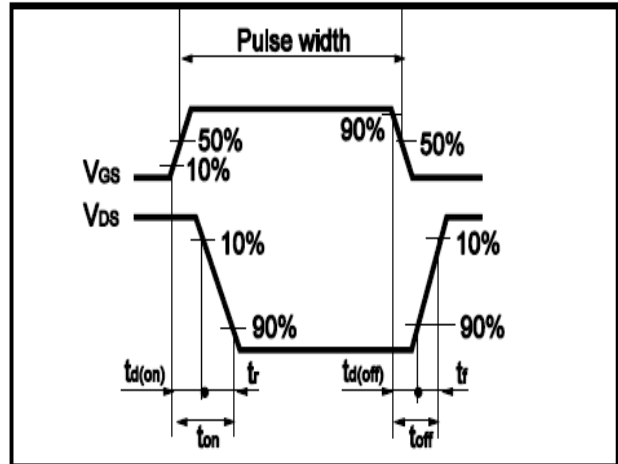 Pulse width
90%
50%
50%
10%
VGS
VDS
10%
10%
90%
90%
td(on)
tr
td(off)
tf
ton
toff